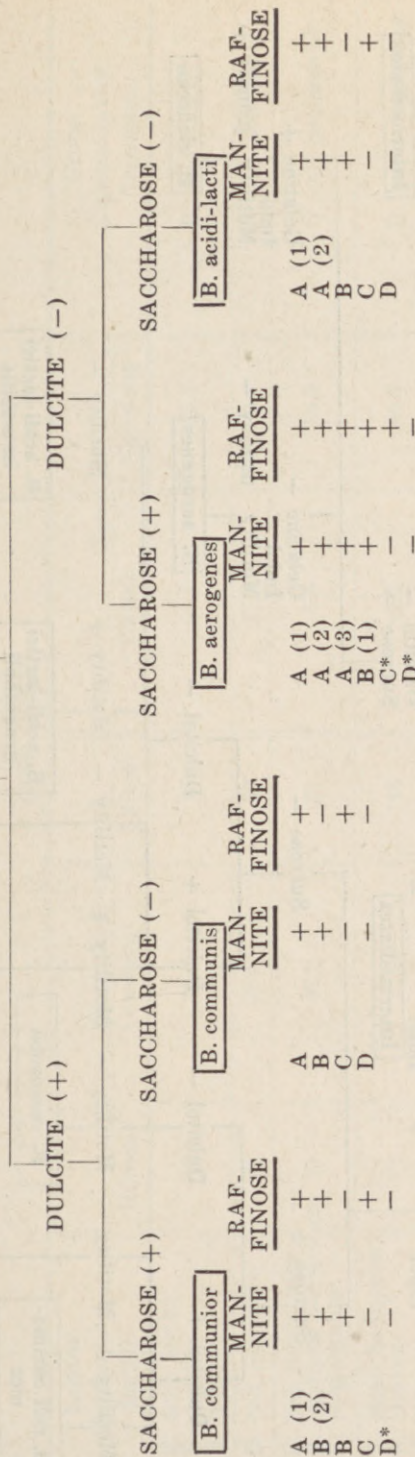 DULCITE (+) DULCITE (−)
SACCHAROSE (+) SACCHAROSE (−) SACCHAROSE (+) SACCHAROSE (−)
B. communior B. communis B. aerogenes B. acidi-lacti
MAN- RAF- MAN- RAF- MAN- RAF- MAN- RAF-
NITE FINOSE NITE FINOSE NITE FINOSE NITE FINOSE
A (1) + + A + + A (1) + + A (1) + +
B (2) + + B + − A (2) + + A (2) + +
B + − C − + A (3) + + B + −
C − + D − − B (1) + + C − +
D* − − C* − + D − −
D* − −